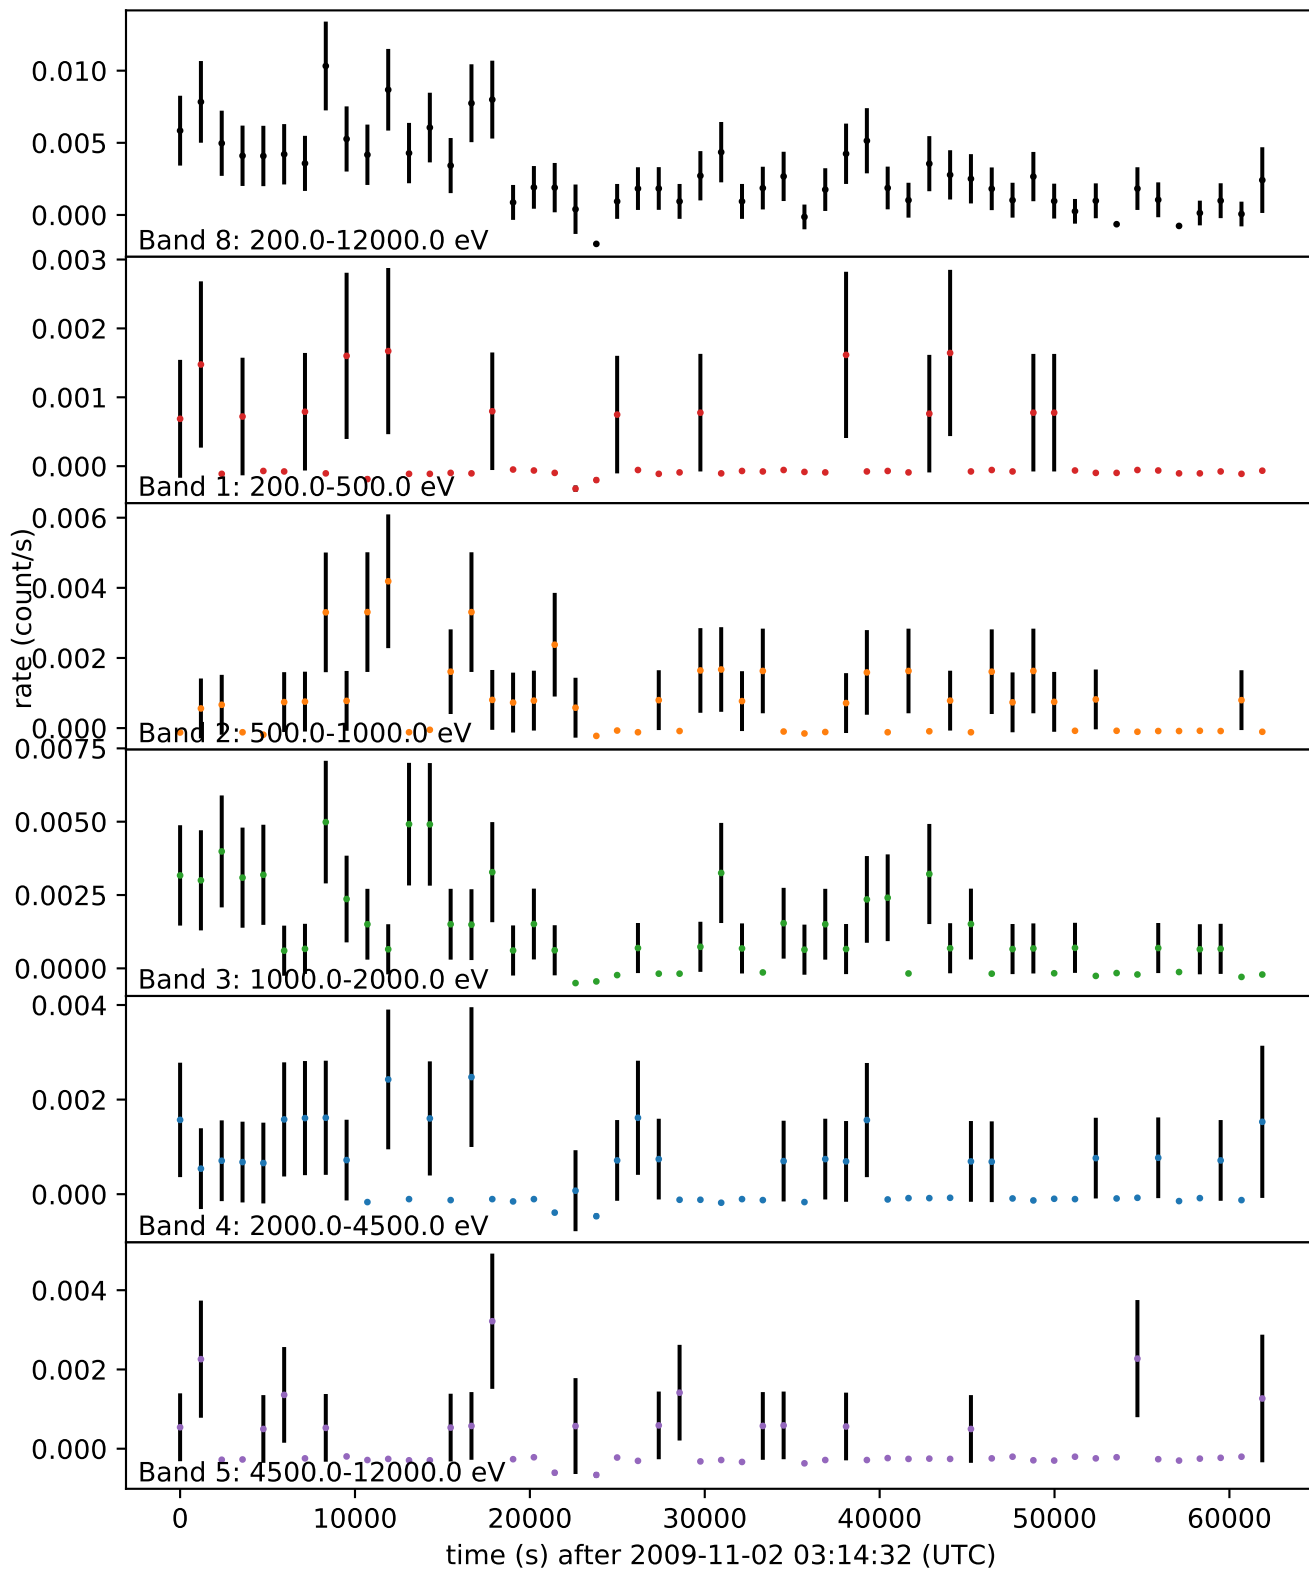 0.010
0.005
0.000
Band 8: 200.0-12000.0 eV
0.003
0.002
0.001
0.000
Band 1: 200.0-500.0 eV
rate (count/s)
0.006
0.004
0.002
0.000
Band 2: 500.0-1000.0 eV
0.0075
0.0050
0.0025
0.0000
Band 3: 1000.0-2000.0 eV
0.004
0.002
0.000
Band 4: 2000.0-4500.0 eV
0.004
0.002
0.000
Band 5: 4500.0-12000.0 eV
0 10000 20000 30000 40000 50000 60000
time (s) after 2009-11-02 03:14:32 (UTC)